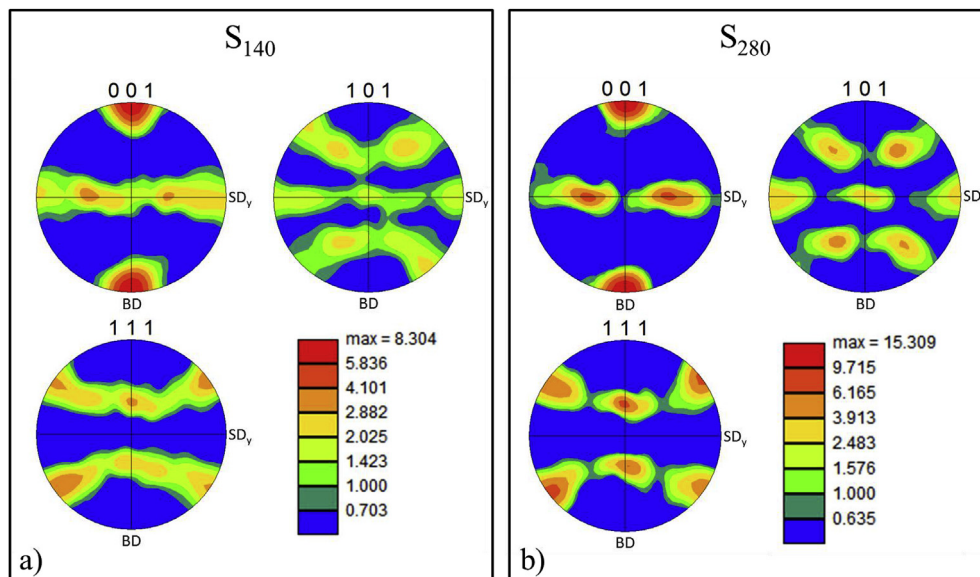 S₁₄₀
0 0 1
1 0 1
SDy
SDy
BD
BD
1 1 1
SDy
BD
max = 8.304
5.836
4.101
2.882
2.025
1.423
1.000
0.703
a)
S₂₈₀
0 0 1
1 0 1
SDy
SD
BD
BD
1 1 1
SDy
BD
max = 15.309
9.715
6.165
3.913
2.483
1.576
1.000
0.635
b)